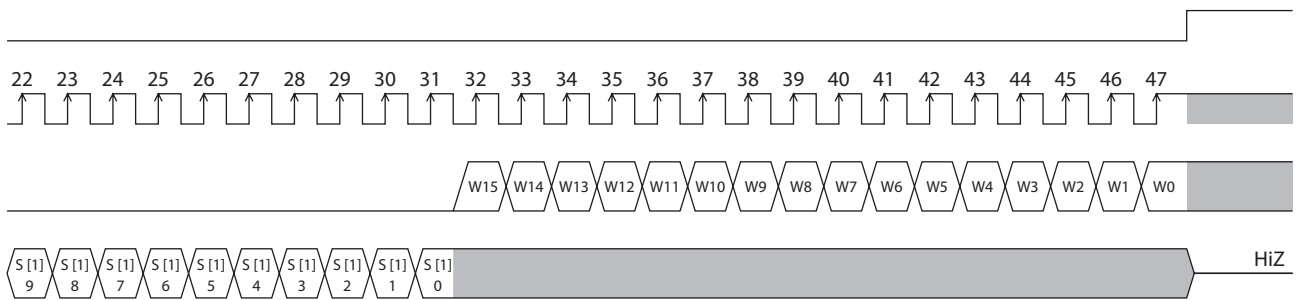 22 23 24 25 26 27 28 29 30 31 32 33 34 35 36 37 38 39 40 41 42 43 44 45 46 47
W15 W14 W13 W12 W11 W10 W9 W8 W7 W6 W5 W4 W3 W2 W1 W0
S [1] S [1] S [1] S [1] S [1] S [1] S [1] S [1] S [1] S [1] HiZ
9 8 7 6 5 4 3 2 1 0